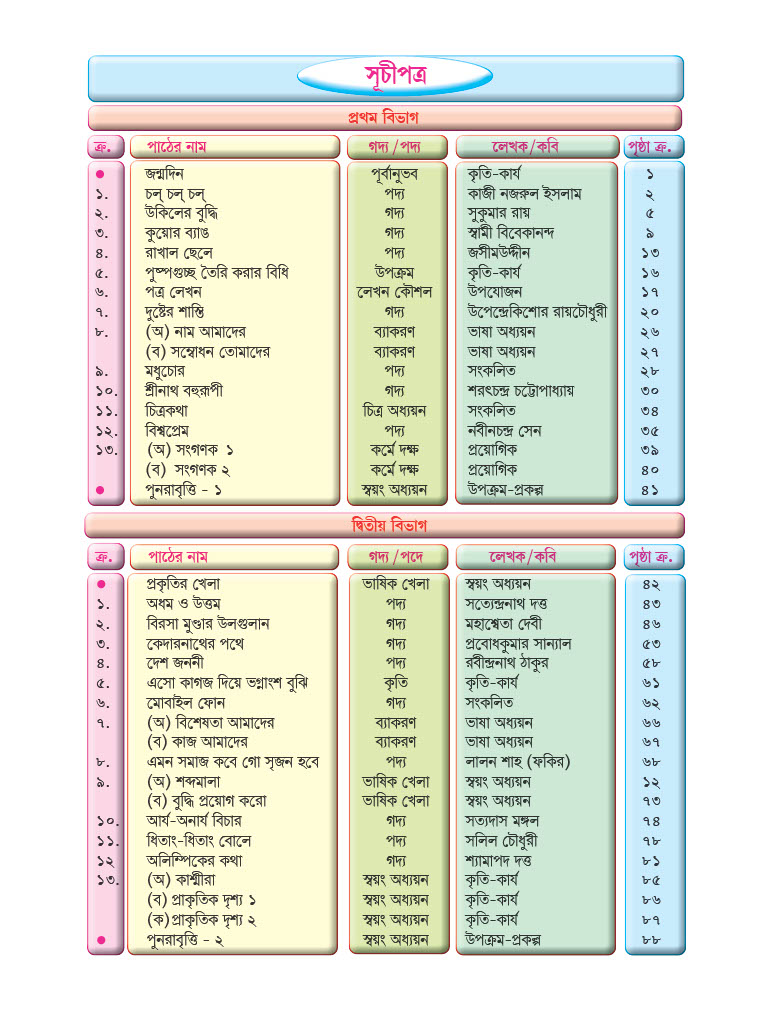 সূচীপত্র
প্রথম বিভাগ
ক্র. পাঠের নাম গদ্য /পদ্য লেখক/কবি পৃষ্ঠা ক্র.
● জন্মদিন পূর্বানুভব কৃতি-কার্য ১
১. চল্ চল্ চল্ পদ্য কাজী নজরুল ইসলাম ২
২. উকিলের বুদ্ধি গদ্য সুকুমার রায় ৫
৩. কুয়োর ব্যাঙ গদ্য স্বামী বিবেকানন্দ ৯
৪. রাখাল ছেলে পদ্য জসীমউদ্দীন ১৩
৫. পুষ্পগুচ্ছ তৈরি করার বিধি উপক্রম কৃতি-কার্য ১৬
৬. পত্র লেখন লেখন কৌশল উপযোজন ১৭
৭. দুষ্টের শাস্তি গদ্য উপেন্দ্রেকিশোর রায়চৌধুরী ২০
৮. (অ) নাম আমাদের ব্যাকরণ ভাষা অধ্যয়ন ২৬
(ব) সম্বোধন তোমাদের ব্যাকরণ ভাষা অধ্যয়ন ২৭
৯. মধুচোর পদ্য সংকলিত ২৮
১০. শ্রীনাথ বহুরূপী গদ্য শরৎচন্দ্র চট্টোপাধ্যায় ৩০
১১. চিত্রকথা চিত্র অধ্যয়ন সংকলিত ৩৪
১২. বিশ্বপ্রেম পদ্য নবীনচন্দ্র সেন ৩৫
১৩. (অ) সংগণক ১ কর্মে দক্ষ প্রয়োগিক ৩৯
(ব) সংগণক ২ কর্মে দক্ষ প্রয়োগিক ৪০
● পুনরাবৃত্তি - ১ স্বয়ং অধ্যয়ন উপক্রম-প্রকল্প ৪১
দ্বিতীয় বিভাগ
ক্র. পাঠের নাম গদ্য /পদে লেখক/কবি পৃষ্ঠা ক্র.
● প্রকৃতির খেলা ভাষিক খেলা স্বয়ং অধ্যয়ন ৪২
১. অধম ও উত্তম পদ্য সত্যেন্দ্রনাথ দত্ত ৪৩
২. বিরসা মুণ্ডার উলগুলান গদ্য মহাশ্বেতা দেবী ৪৬
৩. কেদারনাথের পথে গদ্য প্রবোধকুমার সান্যাল ৫৩
৪. দেশ জননী পদ্য রবীন্দ্রনাথ ঠাকুর ৫৮
৫. এসো কাগজ দিয়ে ভগ্নাংশ বুঝি কৃতি কৃতি-কার্য ৬১
৬. মোবাইল ফোন গদ্য সংকলিত ৬২
৭. (অ) বিশেষতা আমাদের ব্যাকরণ ভাষা অধ্যয়ন ৬৬
(ব) কাজ আমাদের ব্যাকরণ ভাষা অধ্যয়ন ৬৭
৮. এমন সমাজ কবে গো সৃজন হবে পদ্য লালন শাহ (ফকির) ৬৮
৯. (অ) শব্দমালা ভাষিক খেলা স্বয়ং অধ্যয়ন ১২
(ব) বুদ্ধি প্রয়োগ করো ভাষিক খেলা স্বয়ং অধ্যয়ন ৭৩
১০. আর্য-অনার্য বিচার গদ্য সত্যদাস মঙ্গল ৭৪
১১. ধিতাং-ধিতাং বোলে পদ্য সলিল চৌধুরী ৭৮
১২ অলিম্পিকের কথা গদ্য শ্যামাপদ দত্ত ৮১
১৩. (অ) কাশ্মীরা স্বয়ং অধ্যয়ন কৃতি-কার্য ৮৫
(ব) প্রাকৃতিক দৃশ্য ১ স্বয়ং অধ্যয়ন কৃতি-কার্য ৮৬
(ক)প্রাকৃতিক দৃশ্য ২ স্বয়ং অধ্যয়ন কৃতি-কার্য ৮৭
● পুনরাবৃত্তি - ২ স্বয়ং অধ্যয়ন উপক্রম-প্রকল্প ৮৮